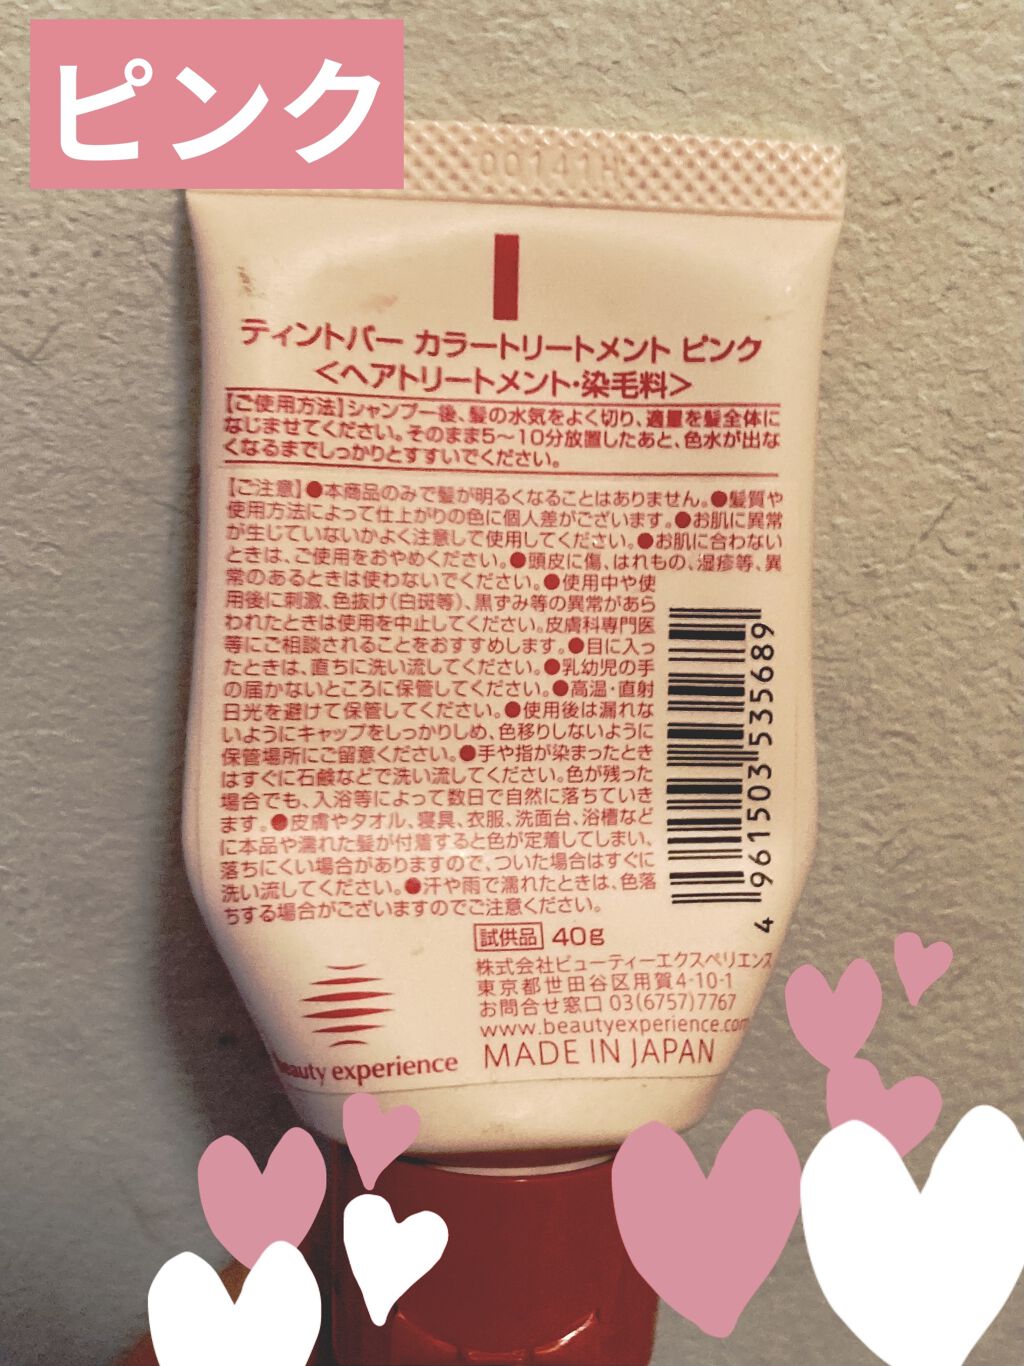 ピンク
00141H
ティントバー カラートリートメント ピンク
<ヘアトリートメント・染毛料>
【ご使用方法】シャンプー後、髪の水気をよく切り、適量を髪全体に
なじませてください。そのまま5～10分放置したあと、色水が出な
くなるまでしっかりとすすいでください。
【ご注意】●本商品のみで髪が明るくなることはありません。●髪質や
使用方法によって仕上がりの色に個人差がございます。●お肌に異常
が生じていないかよく注意して使用してください。●お肌に合わない
ときは、ご使用をおやめください。●頭皮に傷、はれもの、湿疹等、異
常のあるときは使わないでください。●使用中や使
用後に刺激、色抜け(白斑等)、黒ずみ等の異常があら
われたときは使用を中止してください。皮膚科専門医
等にご相談されることをおすすめします。●目に入っ
たときは、直ちに洗い流してください。●乳幼児の手
の届かないところに保管してください。●高温・直射
日光を避けて保管してください。●使用後は漏れな
いようにキャップをしっかりしめ、色移りしないように
保管場所にご留意ください。●手や指が染まったとき
はすぐに石鹸などで洗い流してください。色が残った
場合でも、入浴等によって数日で自然に落ちていき
ます。●皮膚やタオル、寝具、衣服、洗面台、浴槽など
に本品や濡れた髪が付着すると色が定着してしまい、
落ちにくい場合がありますので、ついた場合はすぐに
洗い流してください。●汗や雨で濡れたときは、色落
ちする場合がございますのでご注意ください。
4 961503 535689
試供品 40g
株式会社ビューティーエクスペリエンス
東京都世田谷区用賀4-10-1
お問合せ窓口 03(6757)7767
www.beautyexperience.com
MADE IN JAPAN
beauty experience